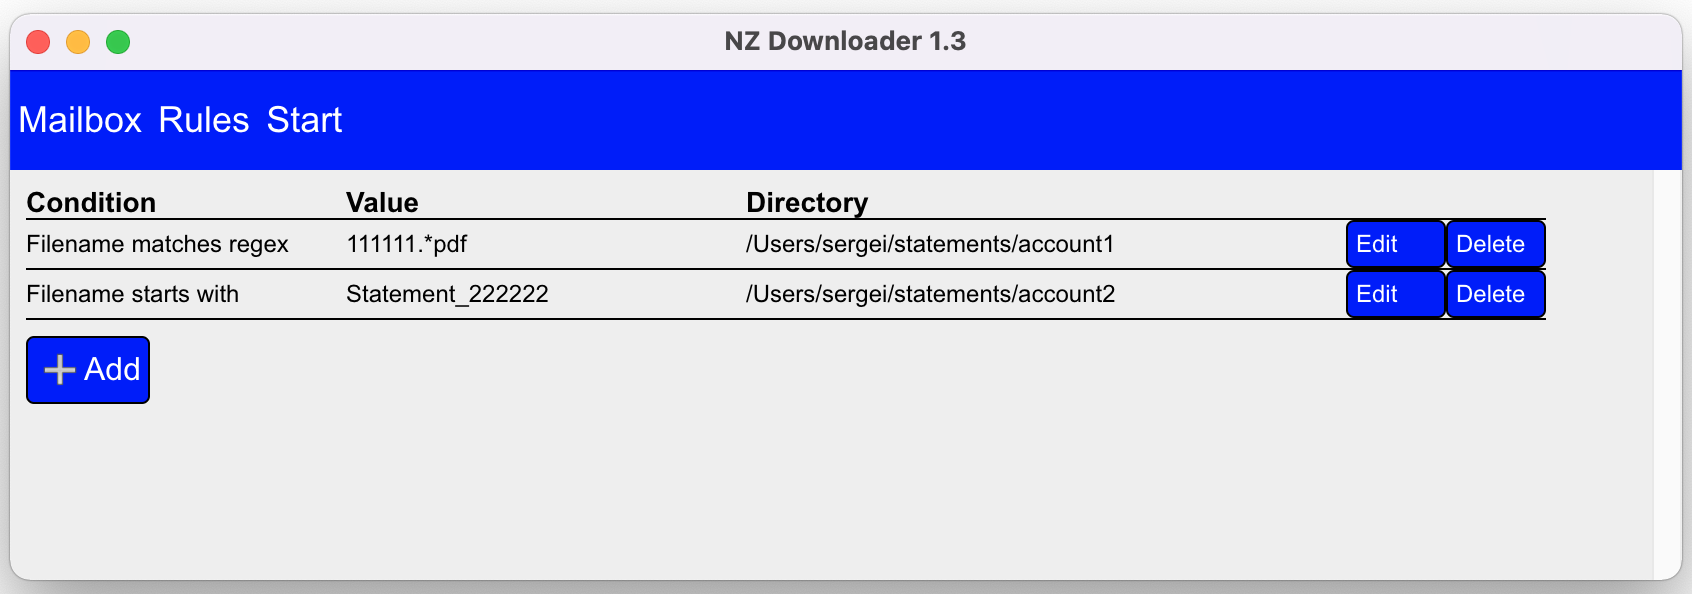 NZ Downloader 1.3
Mailbox Rules Start
Condition Value Directory
Filename matches regex 111111.*pdf /Users/sergei/statements/account1 Edit Delete
Filename starts with Statement_222222 /Users/sergei/statements/account2 Edit Delete
Add